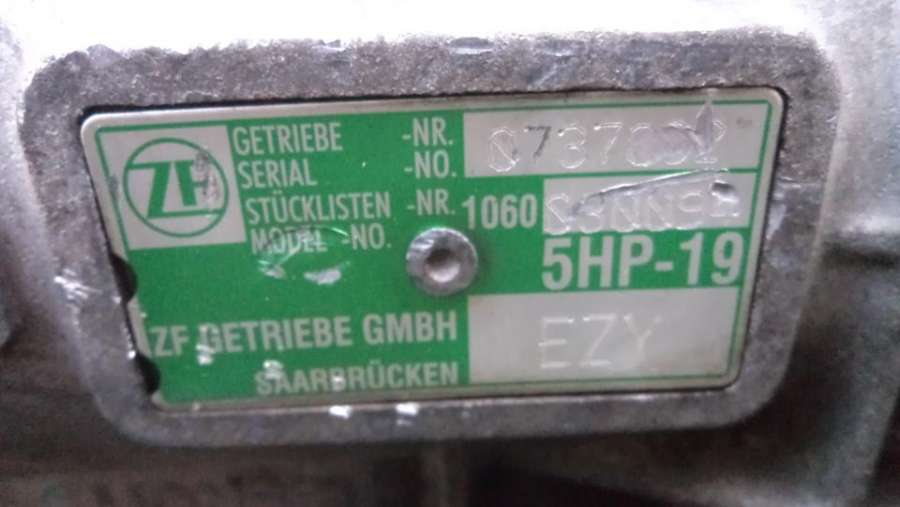 ZF
GETRIEBE -NR.
SERIAL -NO.
STÜCKLISTEN -NR. 1060
MODEL -NO.
5HP-19
ZF GETRIEBE GMBH
SAARBRÜCKEN
EZY